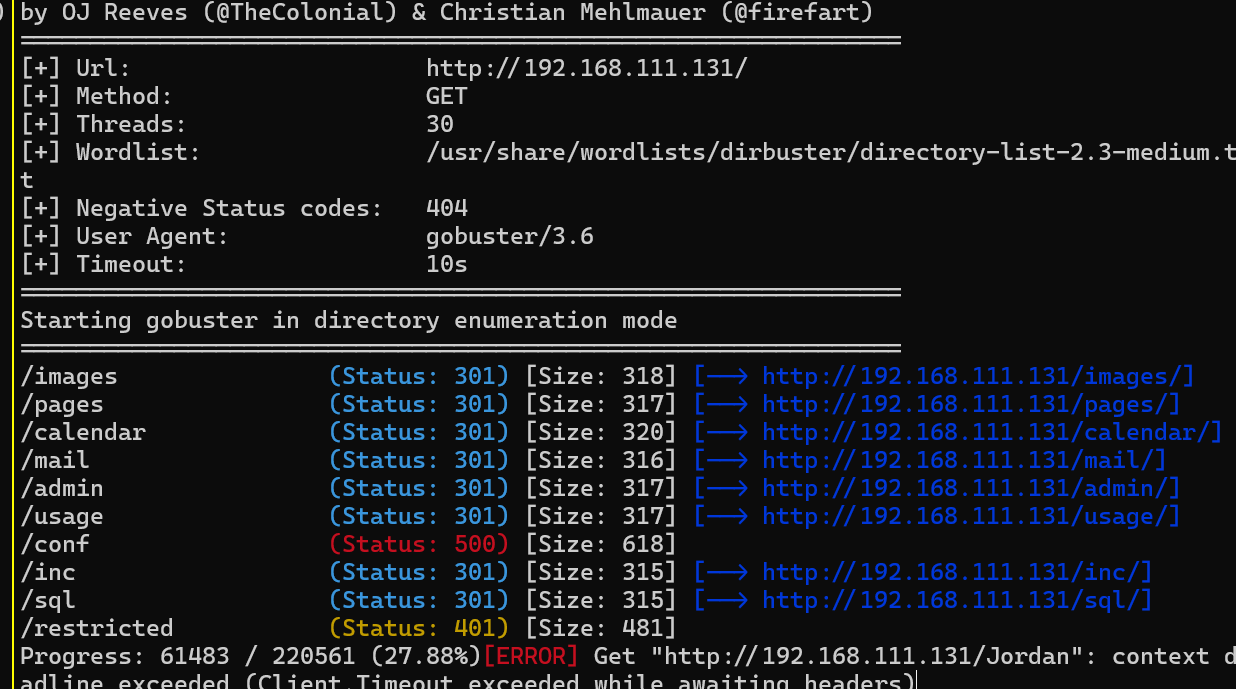 by OJ Reeves (@TheColonial) & Christian Mehlmauer (@firefart)
[+] Url: http://192.168.111.131/
[+] Method: GET
[+] Threads: 30
[+] Wordlist: /usr/share/wordlists/dirbuster/directory-list-2.3-medium.t
t
[+] Negative Status codes: 404
[+] User Agent: gobuster/3.6
[+] Timeout: 10s
Starting gobuster in directory enumeration mode
/images (Status: 301) [Size: 318] [--> http://192.168.111.131/images/]
/pages (Status: 301) [Size: 317] [--> http://192.168.111.131/pages/]
/calendar (Status: 301) [Size: 320] [--> http://192.168.111.131/calendar/]
/mail (Status: 301) [Size: 316] [--> http://192.168.111.131/mail/]
/admin (Status: 301) [Size: 317] [--> http://192.168.111.131/admin/]
/usage (Status: 301) [Size: 317] [--> http://192.168.111.131/usage/]
/conf (Status: 500) [Size: 618]
/inc (Status: 301) [Size: 315] [--> http://192.168.111.131/inc/]
/sql (Status: 301) [Size: 315] [--> http://192.168.111.131/sql/]
/restricted (Status: 401) [Size: 481]
Progress: 61483 / 220561 (27.88%)[ERROR] Get "http://192.168.111.131/Jordan": context d
adline exceeded (Client.Timeout exceeded while awaiting headers)